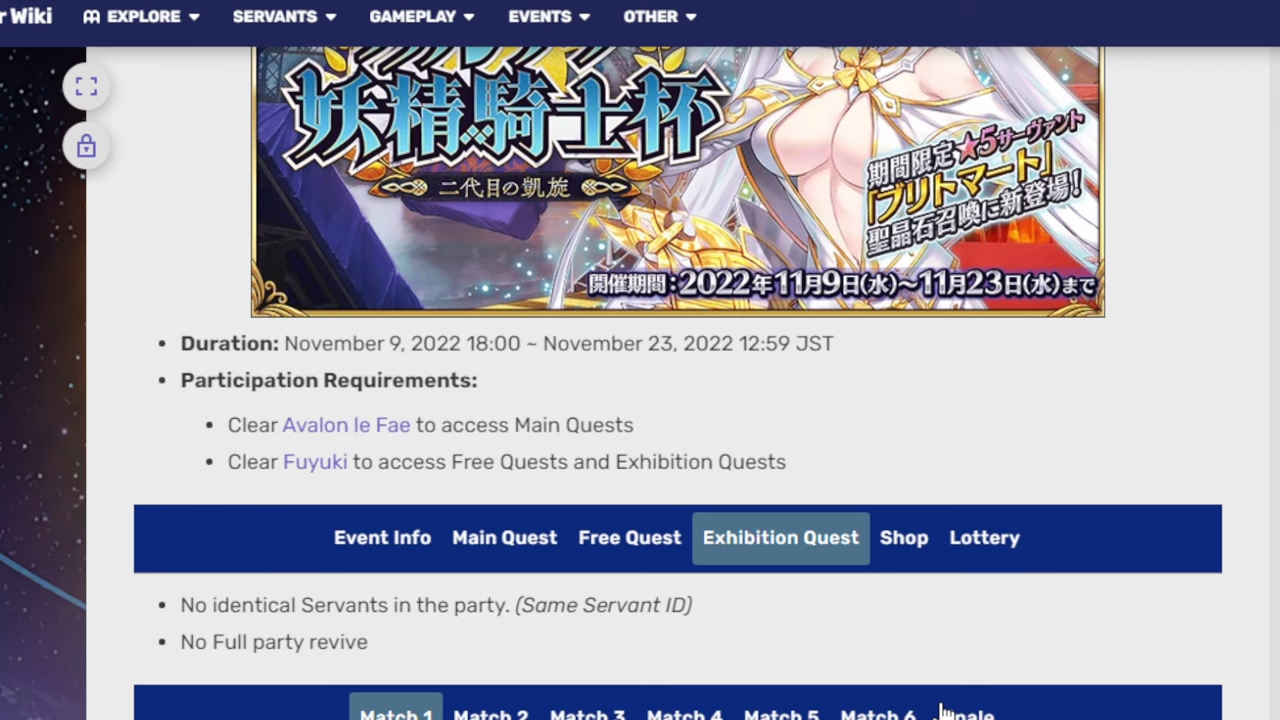 r Wiki EXPLORE SERVANTS GAMEPLAY EVENTS OTHER
妖精騎士杯
二代目の凱旋
期間限定★5サーヴァント
「ブリトマート」
聖晶石召喚に新登場!
開催期間:2022年11月9日(水)~11月23日(水)まで
• Duration: November 9, 2022 18:00 ~ November 23, 2022 12:59 JST
• Participation Requirements:
• Clear Avalon le Fae to access Main Quests
• Clear Fuyuki to access Free Quests and Exhibition Quests
Event Info Main Quest Free Quest Exhibition Quest Shop Lottery
• No identical Servants in the party. (Same Servant ID)
• No Full party revive
Match 1 Match 2 Match 3 Match 4 Match 5 Match 6 nale